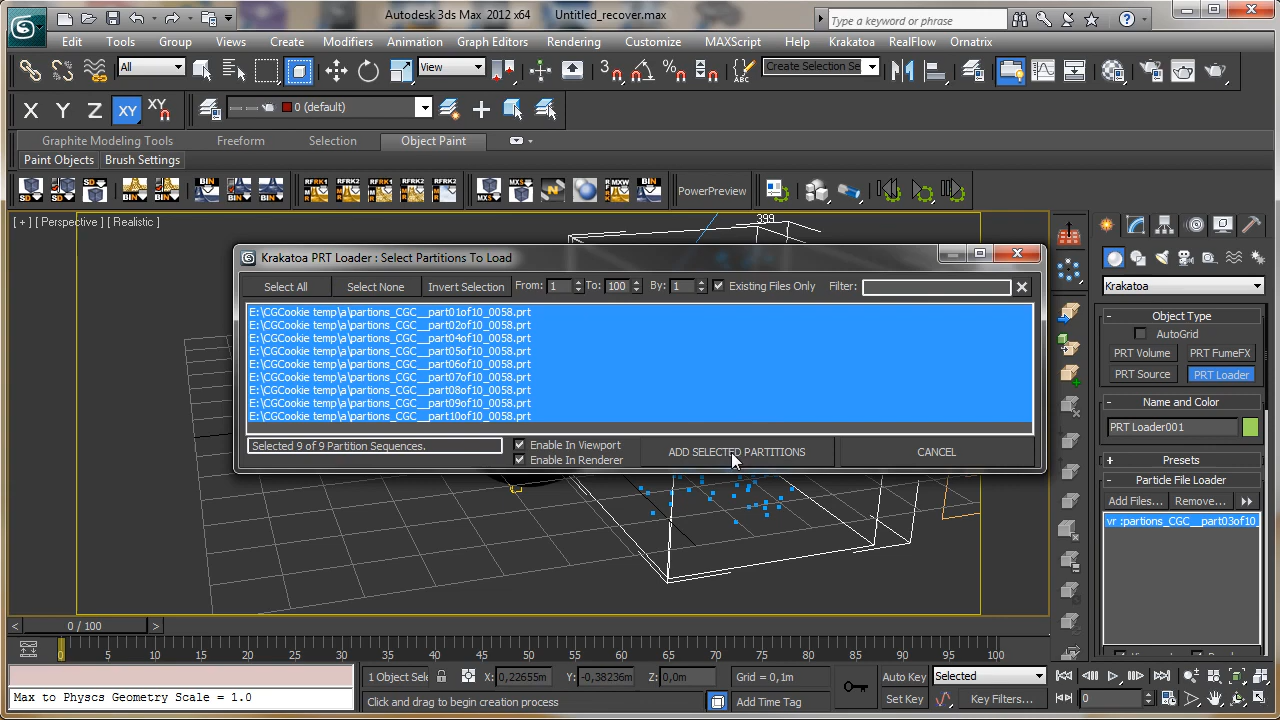 Autodesk 3ds Max 2012 x64 Untitled_recover.max
Type a keyword or phrase
Edit Tools Group Views Create Modifiers Animation Graph Editors Rendering Customize MAXScript Help Krakatoa RealFlow Ornatrix
All View Create Selection Se
X Y Z XY XY 0 (default)
Graphite Modeling Tools Freeform Selection Object Paint
Paint Objects Brush Settings
PowerPreview
[ + ] [ Perspective ] [ Realistic ]
399
Krakatoa PRT Loader : Select Partitions To Load
Select All Select None Invert Selection From: 1 To: 100 By: 1 Existing Files Only Filter:
E:\CGCookie temp\a\partions_CGC__part01of10_0058.prt
E:\CGCookie temp\a\partions_CGC__part02of10_0058.prt
E:\CGCookie temp\a\partions_CGC__part04of10_0058.prt
E:\CGCookie temp\a\partions_CGC__part05of10_0058.prt
E:\CGCookie temp\a\partions_CGC__part06of10_0058.prt
E:\CGCookie temp\a\partions_CGC__part07of10_0058.prt
E:\CGCookie temp\a\partions_CGC__part08of10_0058.prt
E:\CGCookie temp\a\partions_CGC__part09of10_0058.prt
E:\CGCookie temp\a\partions_CGC__part10of10_0058.prt
Selected 9 of 9 Partition Sequences.
Enable In Viewport
Enable In Renderer
ADD SELECTED PARTITIONS CANCEL
Krakatoa
Object Type
AutoGrid
PRT Volume PRT FumeFX
PRT Source PRT Loader
Name and Color
PRT Loader001
Presets
Particle File Loader
Add Files... Remove...
vr :partions_CGC__part03of10_
0 / 100
0 5 10 15 20 25 30 35 40 45 50 55 60 65 70 75 80 85 90 95 100
1 Object Sele X: 0,22655m Y: -0,38236m Z: 0,0m Grid = 0,1m Auto Key Selected
Max to Physcs Geometry Scale = 1.0
Click and drag to begin creation process Add Time Tag Set Key Key Filters... 0